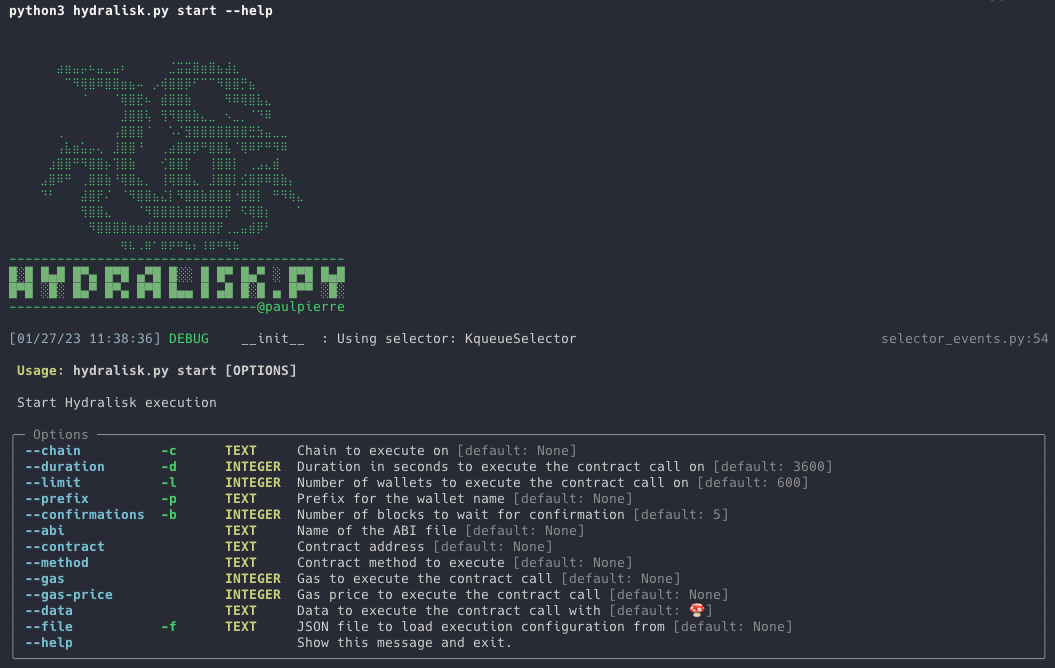 python3 hydralisk.py start --help
HYDRALISK.PY
@paulpierre
[01/27/23 11:38:36] DEBUG __init__ : Using selector: KqueueSelector selector_events.py:54
Usage: hydralisk.py start [OPTIONS]
Start Hydralisk execution
Options
--chain -c TEXT Chain to execute on [default: None]
--duration -d INTEGER Duration in seconds to execute the contract call on [default: 3600]
--limit -l INTEGER Number of wallets to execute the contract call on [default: 600]
--prefix -p TEXT Prefix for the wallet name [default: None]
--confirmations -b INTEGER Number of blocks to wait for confirmation [default: 5]
--abi TEXT Name of the ABI file [default: None]
--contract TEXT Contract address [default: None]
--method TEXT Contract method to execute [default: None]
--gas INTEGER Gas to execute the contract call [default: None]
--gas-price INTEGER Gas price to execute the contract call [default: None]
--data TEXT Data to execute the contract call with [default: 🍄]
--file -f TEXT JSON file to load execution configuration from [default: None]
--help Show this message and exit.